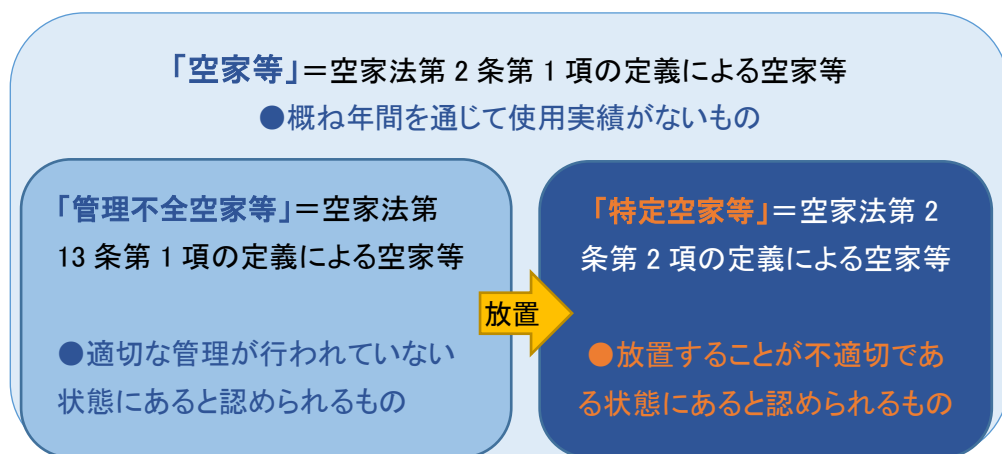 「空家等」＝空家法第 2 条第 1 項の定義による空家等
●概ね年間を通じて使用実績がないもの
「管理不全空家等」＝空家法第
13 条第 1 項の定義による空家等
●適切な管理が行われていない
状態にあると認められるもの
放置
「特定空家等」＝空家法第 2
条第 2 項の定義による空家等
●放置することが不適切であ
る状態にあると認められるもの